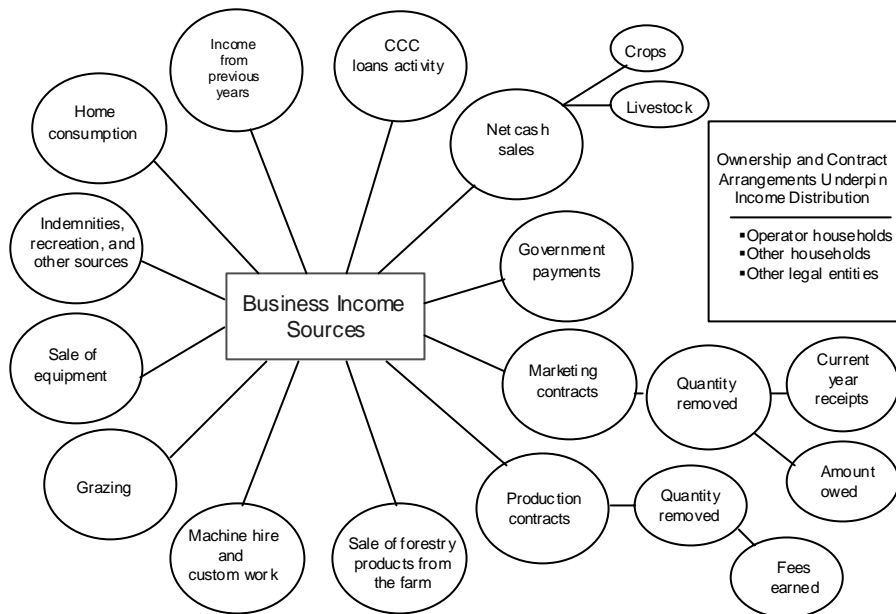 Income
from
previous
years
CCC
loans activity
Crops
Livestock
Net cash
sales
Home
consumption
Ownership and Contract
Arrangements Underpin
Income Distribution
▪Operator households
▪Other households
▪Other legal entities
Indemnities,
recreation, and
other sources
Government
payments
Business Income
Sources
Sale of
equipment
Marketing
contracts
Quantity
removed
Current
year
receipts
Amount
owed
Grazing
Production
contracts
Quantity
removed
Machine hire
and
custom work
Sale of forestry
products from
the farm
Fees
earned